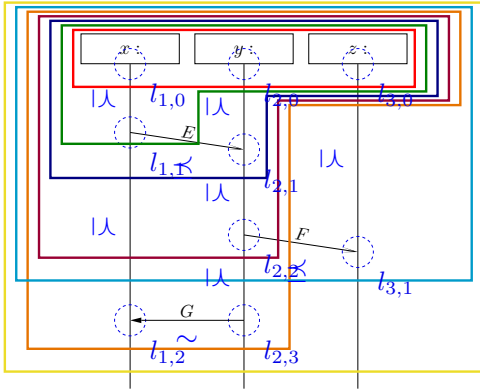 x : y : z :
l1,0 l2,0 l3,0
⋏| ⋏|
E
l1,1 ≺ l2,1
⋏|
⋏|
⋏| F
l2,2 ⪯ l3,1
⋏|
G
∼
l1,2 l2,3